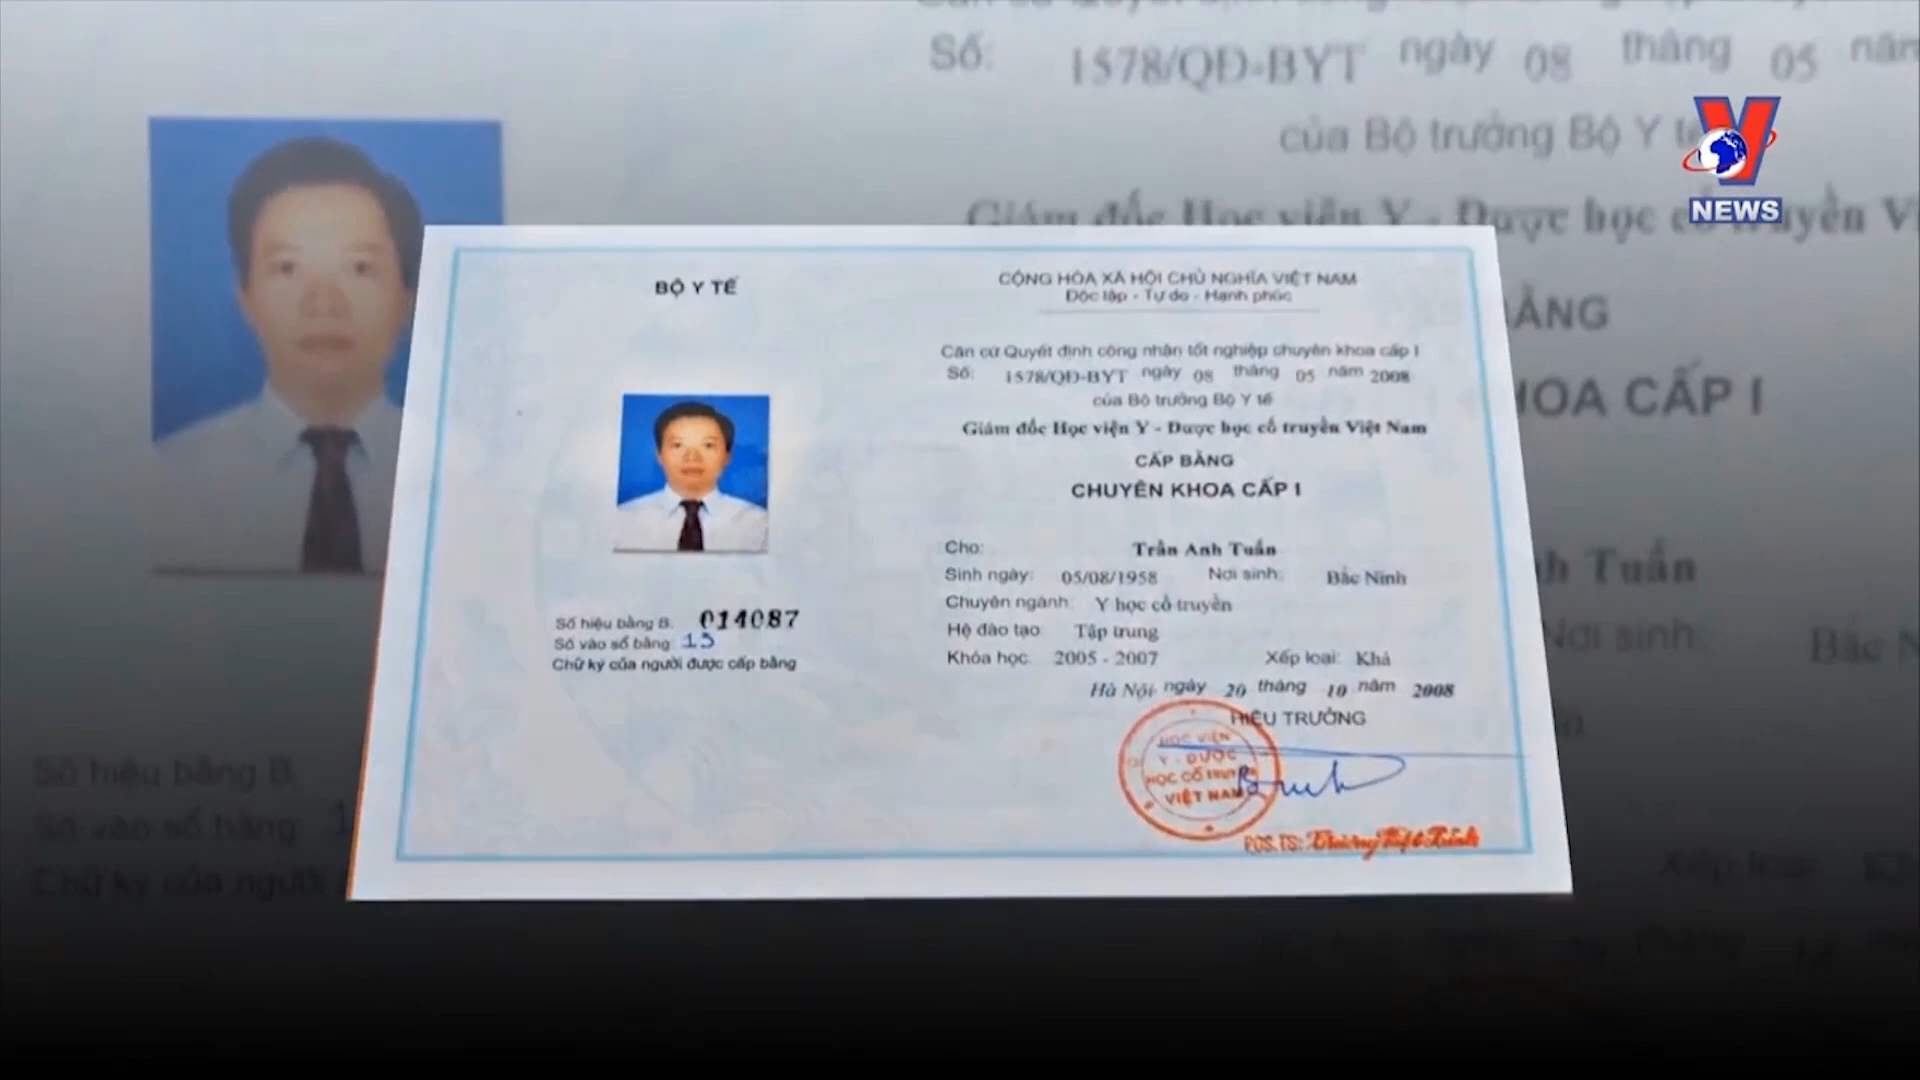 Số: 1578/QĐ-BYT ngày 08 tháng 05 năm
của Bộ trưởng Bộ Y tế
Giám đốc Học viện Y - Dược học cổ truyền Vi
NEWS
BẰNG
KHOA CẤP I
nh Tuấn
Nơi sinh: Bắc N
Số hiệu bằng B.
Số vào sổ bằng: 1
Chữ ký của người
Xếp loại: Kh
BỘ Y TẾ
Số hiệu bằng B. 014087
Số vào sổ bằng: 15
Chữ ký của người được cấp bằng
CỘNG HÒA XÃ HỘI CHỦ NGHĨA VIỆT NAM
Độc lập - Tự do - Hạnh phúc
Căn cứ Quyết định công nhận tốt nghiệp chuyên khoa cấp I
Số: 1578/QĐ-BYT ngày 08 tháng 05 năm 2008
của Bộ trưởng Bộ Y tế
Giám đốc Học viện Y - Dược học cổ truyền Việt Nam
CẤP BẰNG
CHUYÊN KHOA CẤP I
Cho: Trần Anh Tuấn
Sinh ngày: 05/08/1958 Nơi sinh: Bắc Ninh
Chuyên ngành: Y học cổ truyền
Hệ đào tạo: Tập trung
Khóa học: 2005 - 2007 Xếp loại: Khá
Hà Nội, ngày 20 tháng 10 năm 2008
HIỆU TRƯỞNG
HỌC VIỆN
Y - DƯỢC
HỌC CỔ TRUYỀN
VIỆT NAM
PGS.TS: